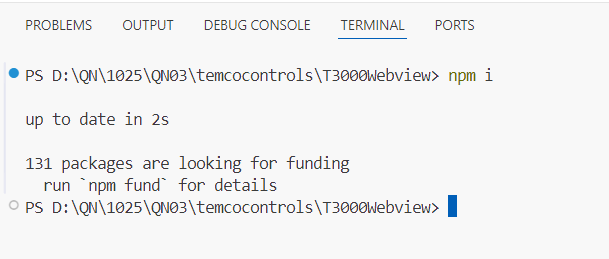 PROBLEMS OUTPUT DEBUG CONSOLE TERMINAL PORTS
PS D:\QN\1025\QN03\temcocontrols\T3000Webview> npm i
up to date in 2s
131 packages are looking for funding
  run `npm fund` for details
PS D:\QN\1025\QN03\temcocontrols\T3000Webview>